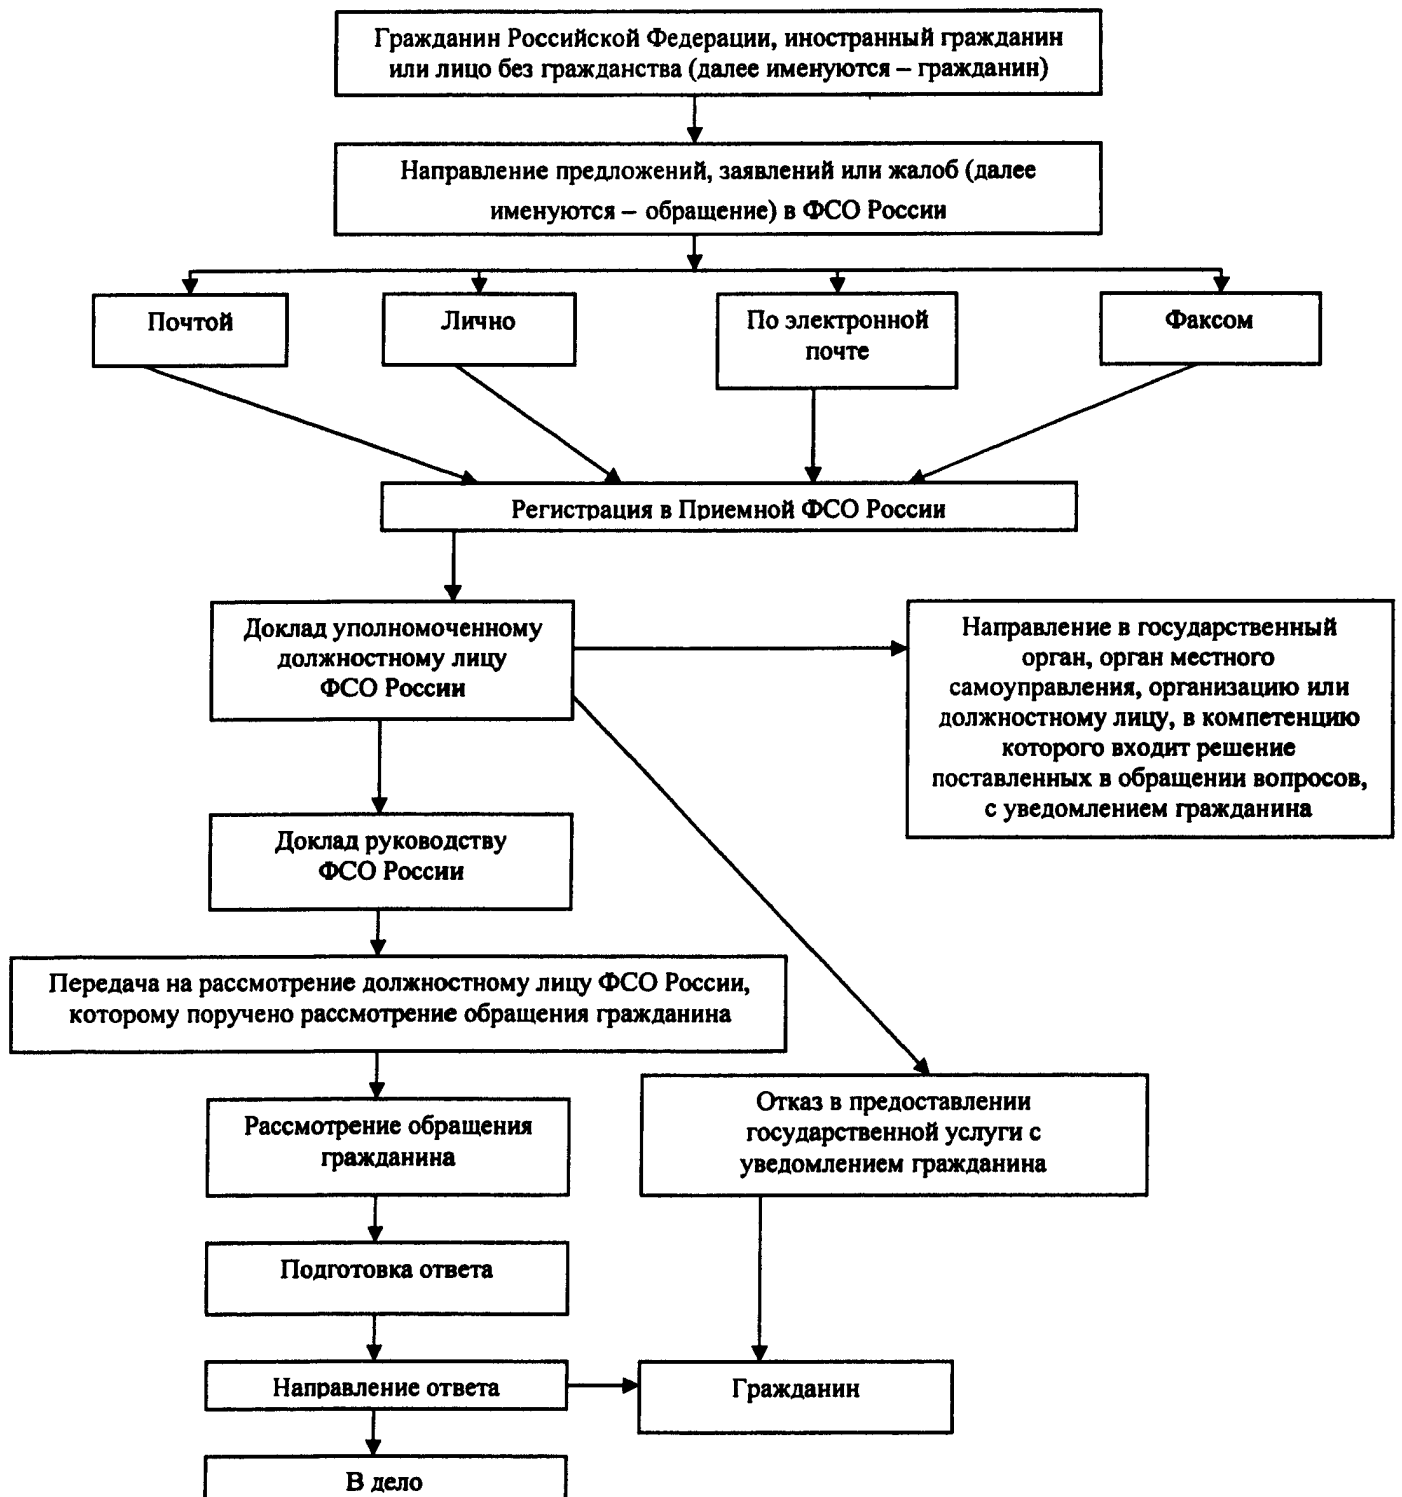 Гражданин Российской Федерации, иностранный гражданин
или лицо без гражданства (далее именуются – гражданин)
Направление предложений, заявлений или жалоб (далее
именуются – обращение) в ФСО России
Почтой
Лично
По электронной
почте
Факсом
Регистрация в Приемной ФСО России
Доклад уполномоченному
должностному лицу
ФСО России
Направление в государственный
орган, орган местного
самоуправления, организацию или
должностному лицу, в компетенцию
которого входит решение
поставленных в обращении вопросов,
с уведомлением гражданина
Доклад руководству
ФСО России
Передача на рассмотрение должностному лицу ФСО России,
которому поручено рассмотрение обращения гражданина
Рассмотрение обращения
гражданина
Отказ в предоставлении
государственной услуги с
уведомлением гражданина
Подготовка ответа
Направление ответа
Гражданин
В дело